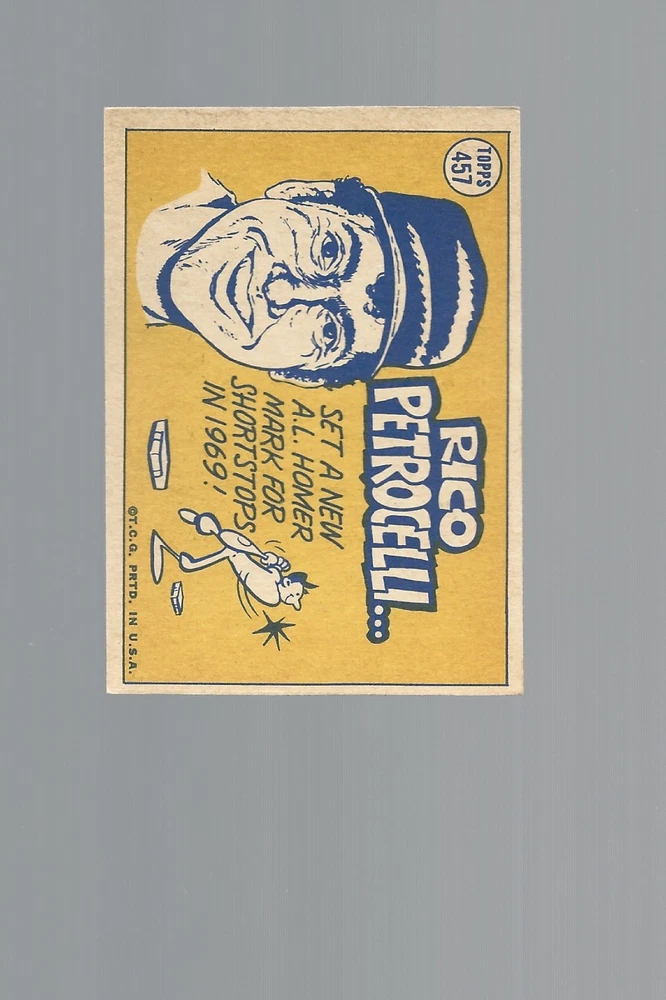 TOPPS
457
RICO
PETROCELLI...
SET A NEW
A.L. HOMER
MARK FOR
SHORTSTOPS
IN 1969!
©T.C.G. PRTD. IN U.S.A.